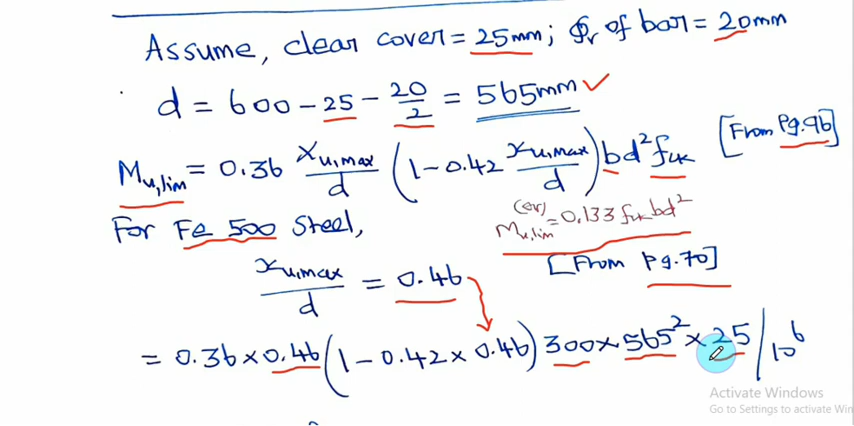 Assume, clear cover = 25mm; Φr of bar = 20mm
d = 600 - 25 - 20/2 = 565mm ✓
Mu,lim = 0.36 xu,max/d (1 - 0.42 xu,max/d) bd² fck [From Pg.96]
For Fe 500 Steel, (or) Mu,lim = 0.133 fck bd²
xu,max/d = 0.46 [From Pg.70]
= 0.36 × 0.46 (1 - 0.42 × 0.46) 300 × 565² × 25 / 10⁶
Activate Windows
Go to Settings to activate Win